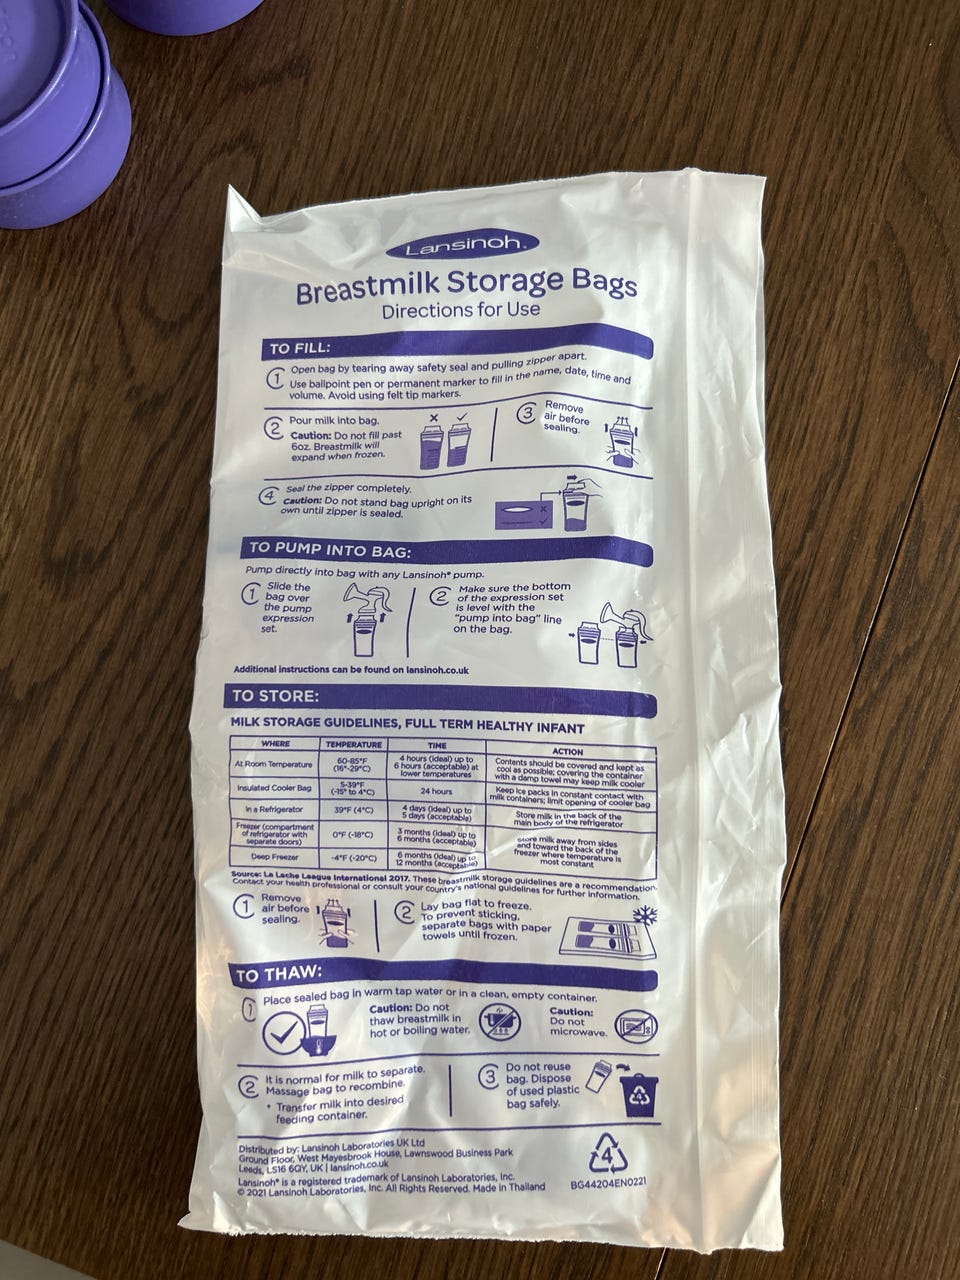 Lansinoh®
Breastmilk Storage Bags
Directions for Use
TO FILL:
1 Open bag by tearing away safety seal and pulling zipper apart.
Use ballpoint pen or permanent marker to fill in the name, date, time and
volume. Avoid using felt tip markers.
2 Pour milk into bag.
Caution: Do not fill past
6oz. Breastmilk will
expand when frozen.
3 Remove
air before
sealing.
4 Seal the zipper completely.
Caution: Do not stand bag upright on its
own until zipper is sealed.
TO PUMP INTO BAG:
Pump directly into bag with any Lansinoh® pump.
1 Slide the
bag over
the pump
expression
set.
2 Make sure the bottom
of the expression set
is level with the
"pump into bag" line
on the bag.
Additional instructions can be found on lansinoh.co.uk
TO STORE:
MILK STORAGE GUIDELINES, FULL TERM HEALTHY INFANT
WHERE TEMPERATURE TIME ACTION
At Room Temperature
60-85°F
(16°-29°C)
4 hours (ideal) up to
6 hours (acceptable) at
lower temperatures
Contents should be covered and kept as
cool as possible; covering the container
with a damp towel may keep milk cooler
Insulated Cooler Bag
5-39°F
(-15° to 4°C)
24 hours
Keep ice packs in constant contact with
milk containers; limit opening of cooler bag
In a Refrigerator
39°F (4°C)
4 days (ideal) up to
5 days (acceptable)
Store milk in the back of the
main body of the refrigerator
Freezer (compartment
of refrigerator with
separate doors)
0°F (-18°C)
3 months (ideal) up to
6 months (acceptable)
Store milk away from sides
and toward the back of the
freezer where temperature is
most constant
Deep Freezer
-4°F (-20°C)
6 months (ideal) up to
12 months (acceptable)
Source: La Leche League International 2017. These breastmilk storage guidelines are a recommendation.
Contact your health professional or consult your country's national guidelines for further information.
1 Remove
air before
sealing.
2 Lay bag flat to freeze.
To prevent sticking,
separate bags with paper
towels until frozen.
TO THAW:
1 Place sealed bag in warm tap water or in a clean, empty container.
Caution: Do not
thaw breastmilk in
hot or boiling water.
Caution:
Do not
microwave.
2 It is normal for milk to separate.
Massage bag to recombine.
• Transfer milk into desired
feeding container.
3 Do not reuse
bag. Dispose
of used plastic
bag safely.
4
Distributed by: Lansinoh Laboratories UK Ltd
Ground Floor, West Mayesbrook House, Lawnswood Business Park
Leeds, LS16 6QY, UK | lansinoh.co.uk
Lansinoh® is a registered trademark of Lansinoh Laboratories, Inc.
© 2021 Lansinoh Laboratories, Inc. All Rights Reserved. Made in Thailand
4
BG44204EN0221